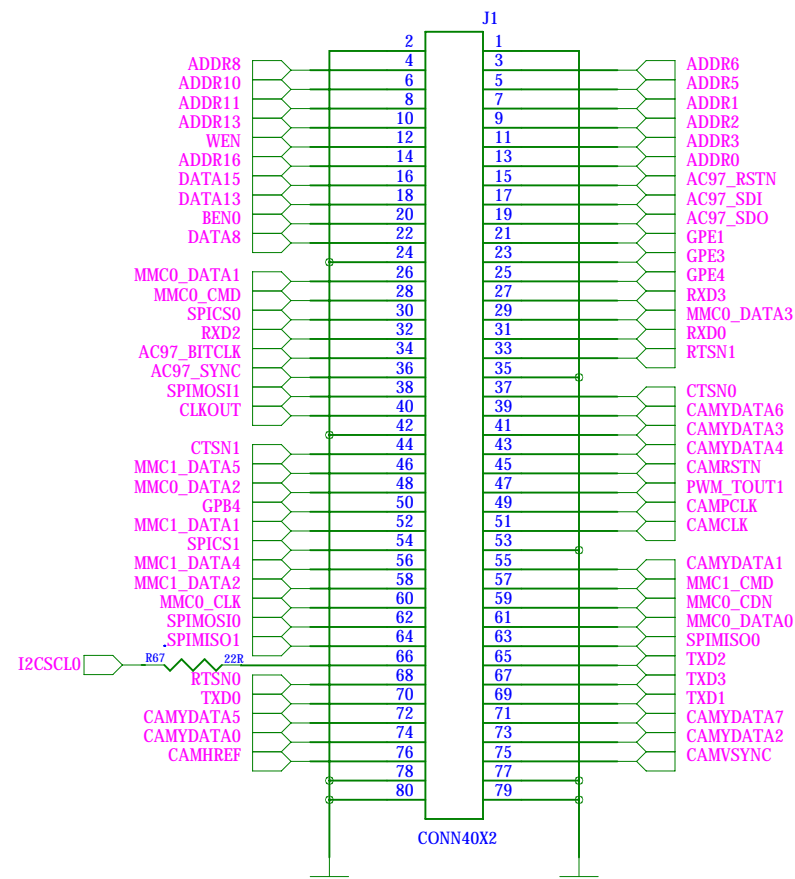 J1
2 1
ADDR8 4 3 ADDR6
ADDR10 6 5 ADDR5
ADDR11 8 7 ADDR1
ADDR13 10 9 ADDR2
WEN 12 11 ADDR3
ADDR16 14 13 ADDR0
DATA15 16 15 AC97_RSTN
DATA13 18 17 AC97_SDI
BEN0 20 19 AC97_SDO
DATA8 22 21 GPE1
24 23 GPE3
MMC0_DATA1 26 25 GPE4
MMC0_CMD 28 27 RXD3
SPICS0 30 29 MMC0_DATA3
RXD2 32 31 RXD0
AC97_BITCLK 34 33 RTSN1
AC97_SYNC 36 35
SPIMOSI1 38 37 CTSN0
CLKOUT 40 39 CAMYDATA6
42 41 CAMYDATA3
CTSN1 44 43 CAMYDATA4
MMC1_DATA5 46 45 CAMRSTN
MMC0_DATA2 48 47 PWM_TOUT1
GPB4 50 49 CAMPCLK
MMC1_DATA1 52 51 CAMCLK
SPICS1 54 53
MMC1_DATA4 56 55 CAMYDATA1
MMC1_DATA2 58 57 MMC1_CMD
MMC0_CLK 60 59 MMC0_CDN
SPIMOSI0 62 61 MMC0_DATA0
SPIMISO1 64 63 SPIMISO0
I2CSCL0 R67 22R 66 65 TXD2
RTSN0 68 67 TXD3
TXD0 70 69 TXD1
CAMYDATA5 72 71 CAMYDATA7
CAMYDATA0 74 73 CAMYDATA2
CAMHREF 76 75 CAMVSYNC
78 77
80 79
CONN40X2